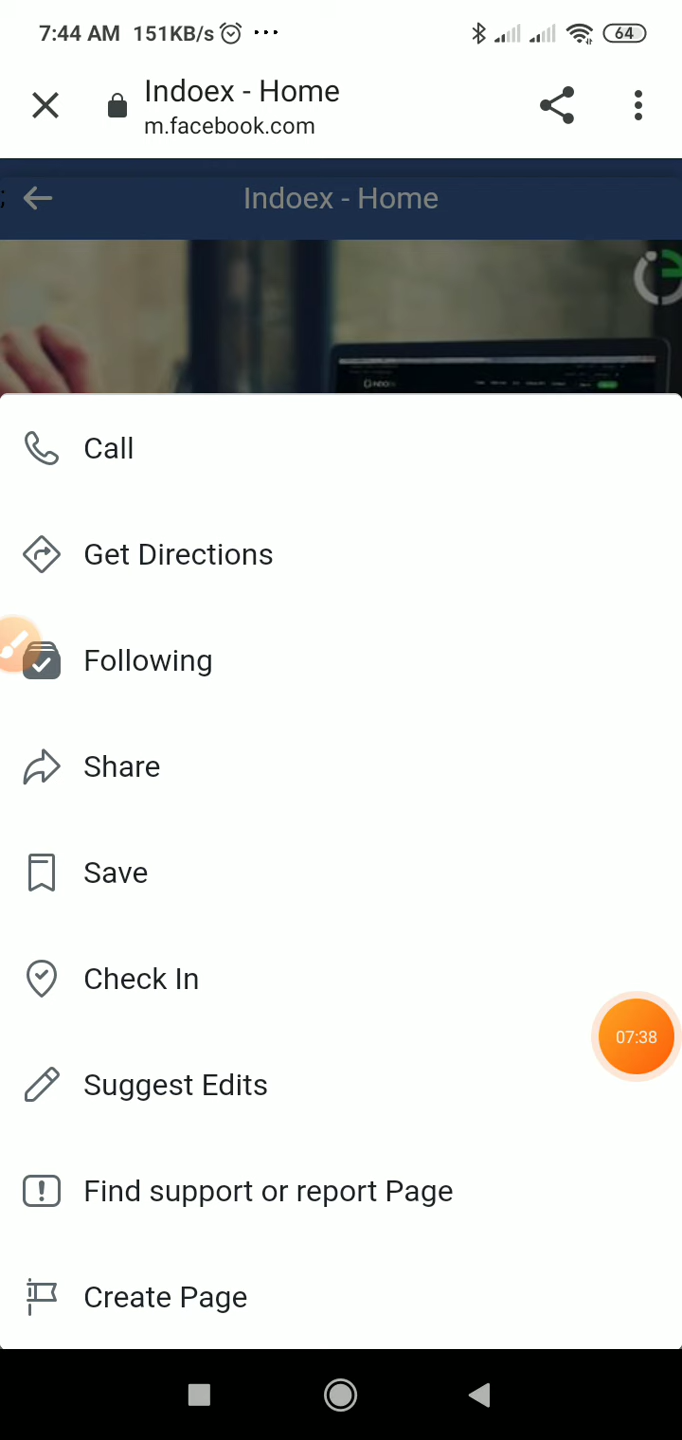 7:44 AM 151KB/s ... 64
Indoex - Home
m.facebook.com
Indoex - Home
Call
Get Directions
Following
Share
Save
Check In
07:38
Suggest Edits
Find support or report Page
Create Page